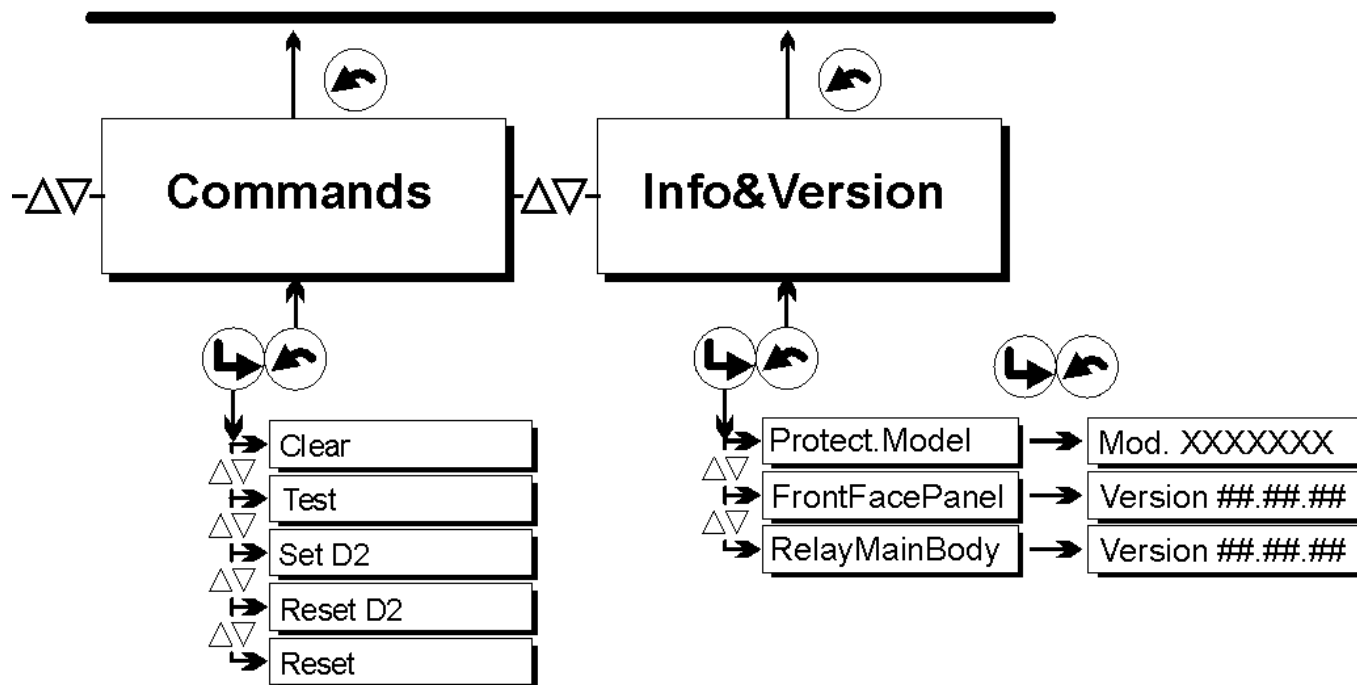 Commands
Info&Version
Clear
Test
Set D2
Reset D2
Reset
Protect.Model
Mod. XXXXXXX
FrontFacePanel
Version ##.##.##
RelayMainBody
Version ##.##.##